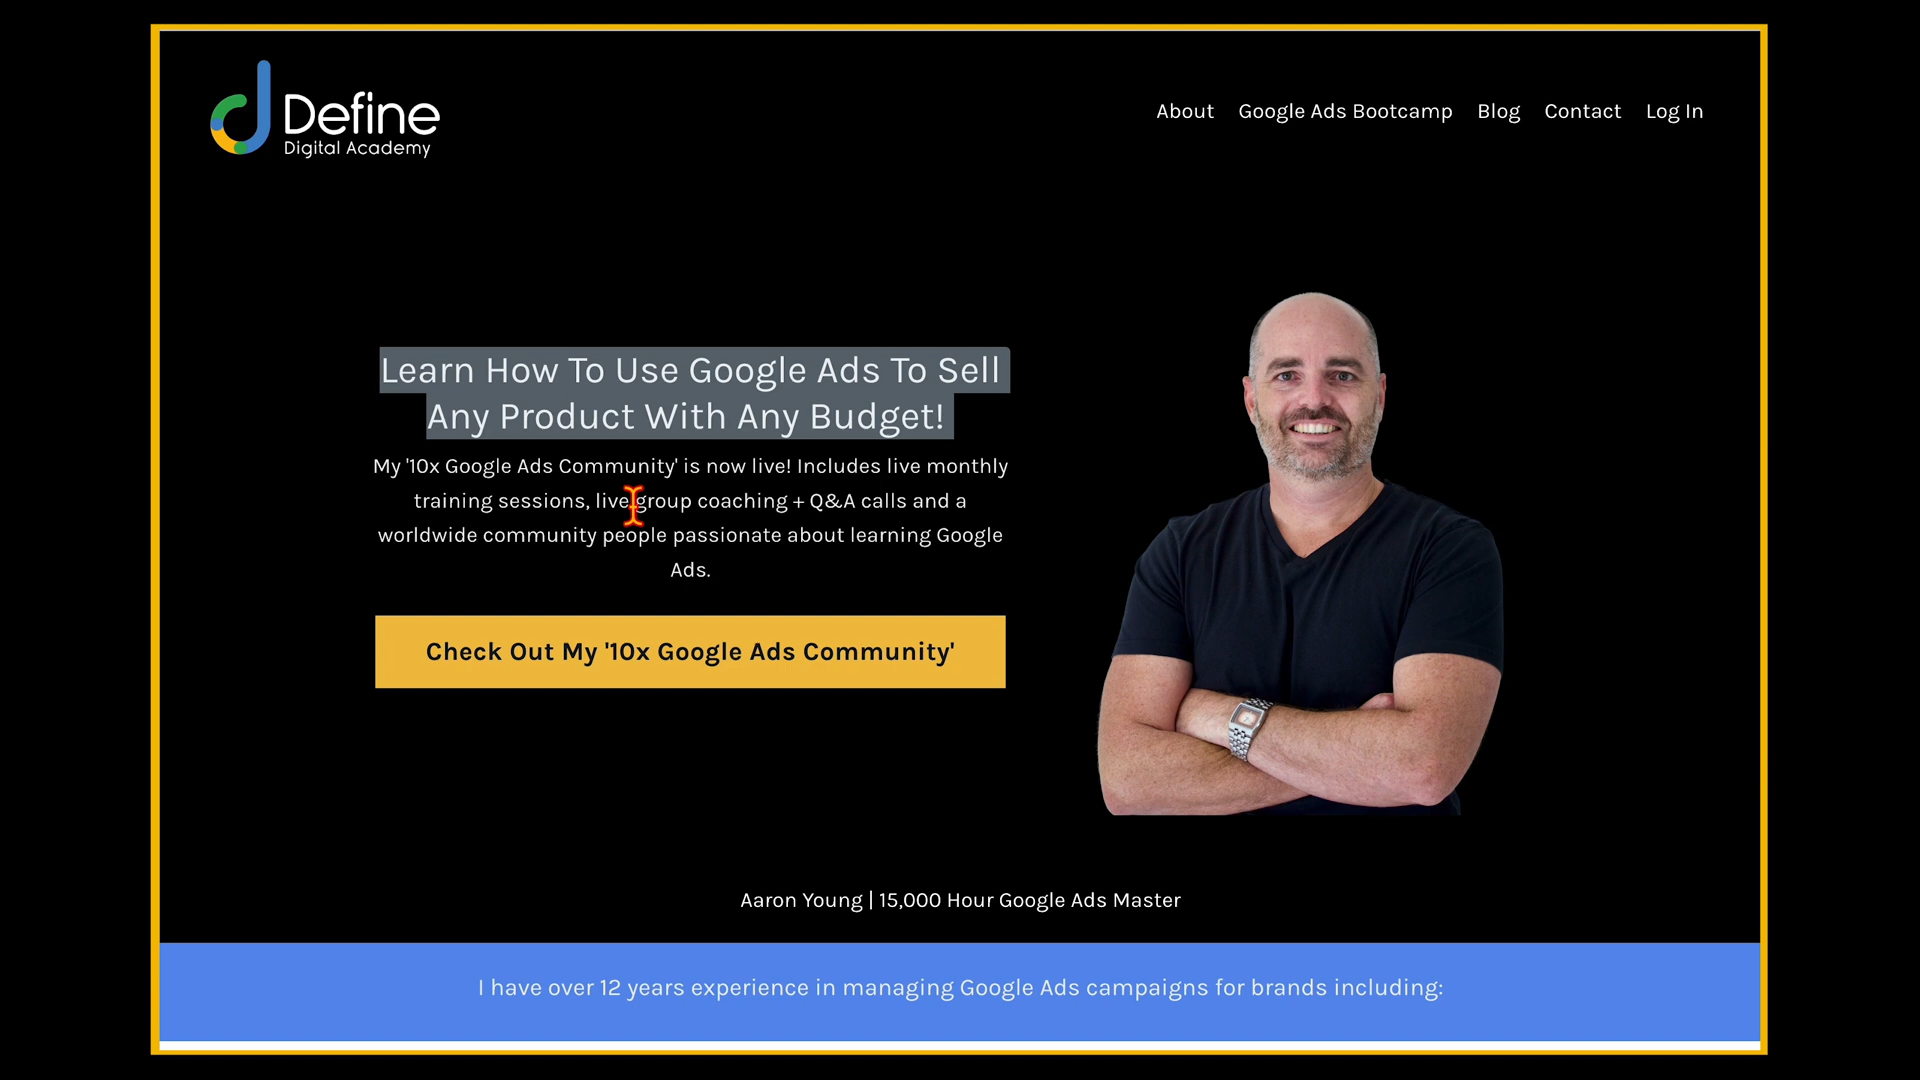 Define
Digital Academy
About Google Ads Bootcamp Blog Contact Log In
Learn How To Use Google Ads To Sell
Any Product With Any Budget!
My '10x Google Ads Community' is now live! Includes live monthly
training sessions, live group coaching + Q&A calls and a
worldwide community people passionate about learning Google
Ads.
Check Out My '10x Google Ads Community'
Aaron Young | 15,000 Hour Google Ads Master
I have over 12 years experience in managing Google Ads campaigns for brands including: